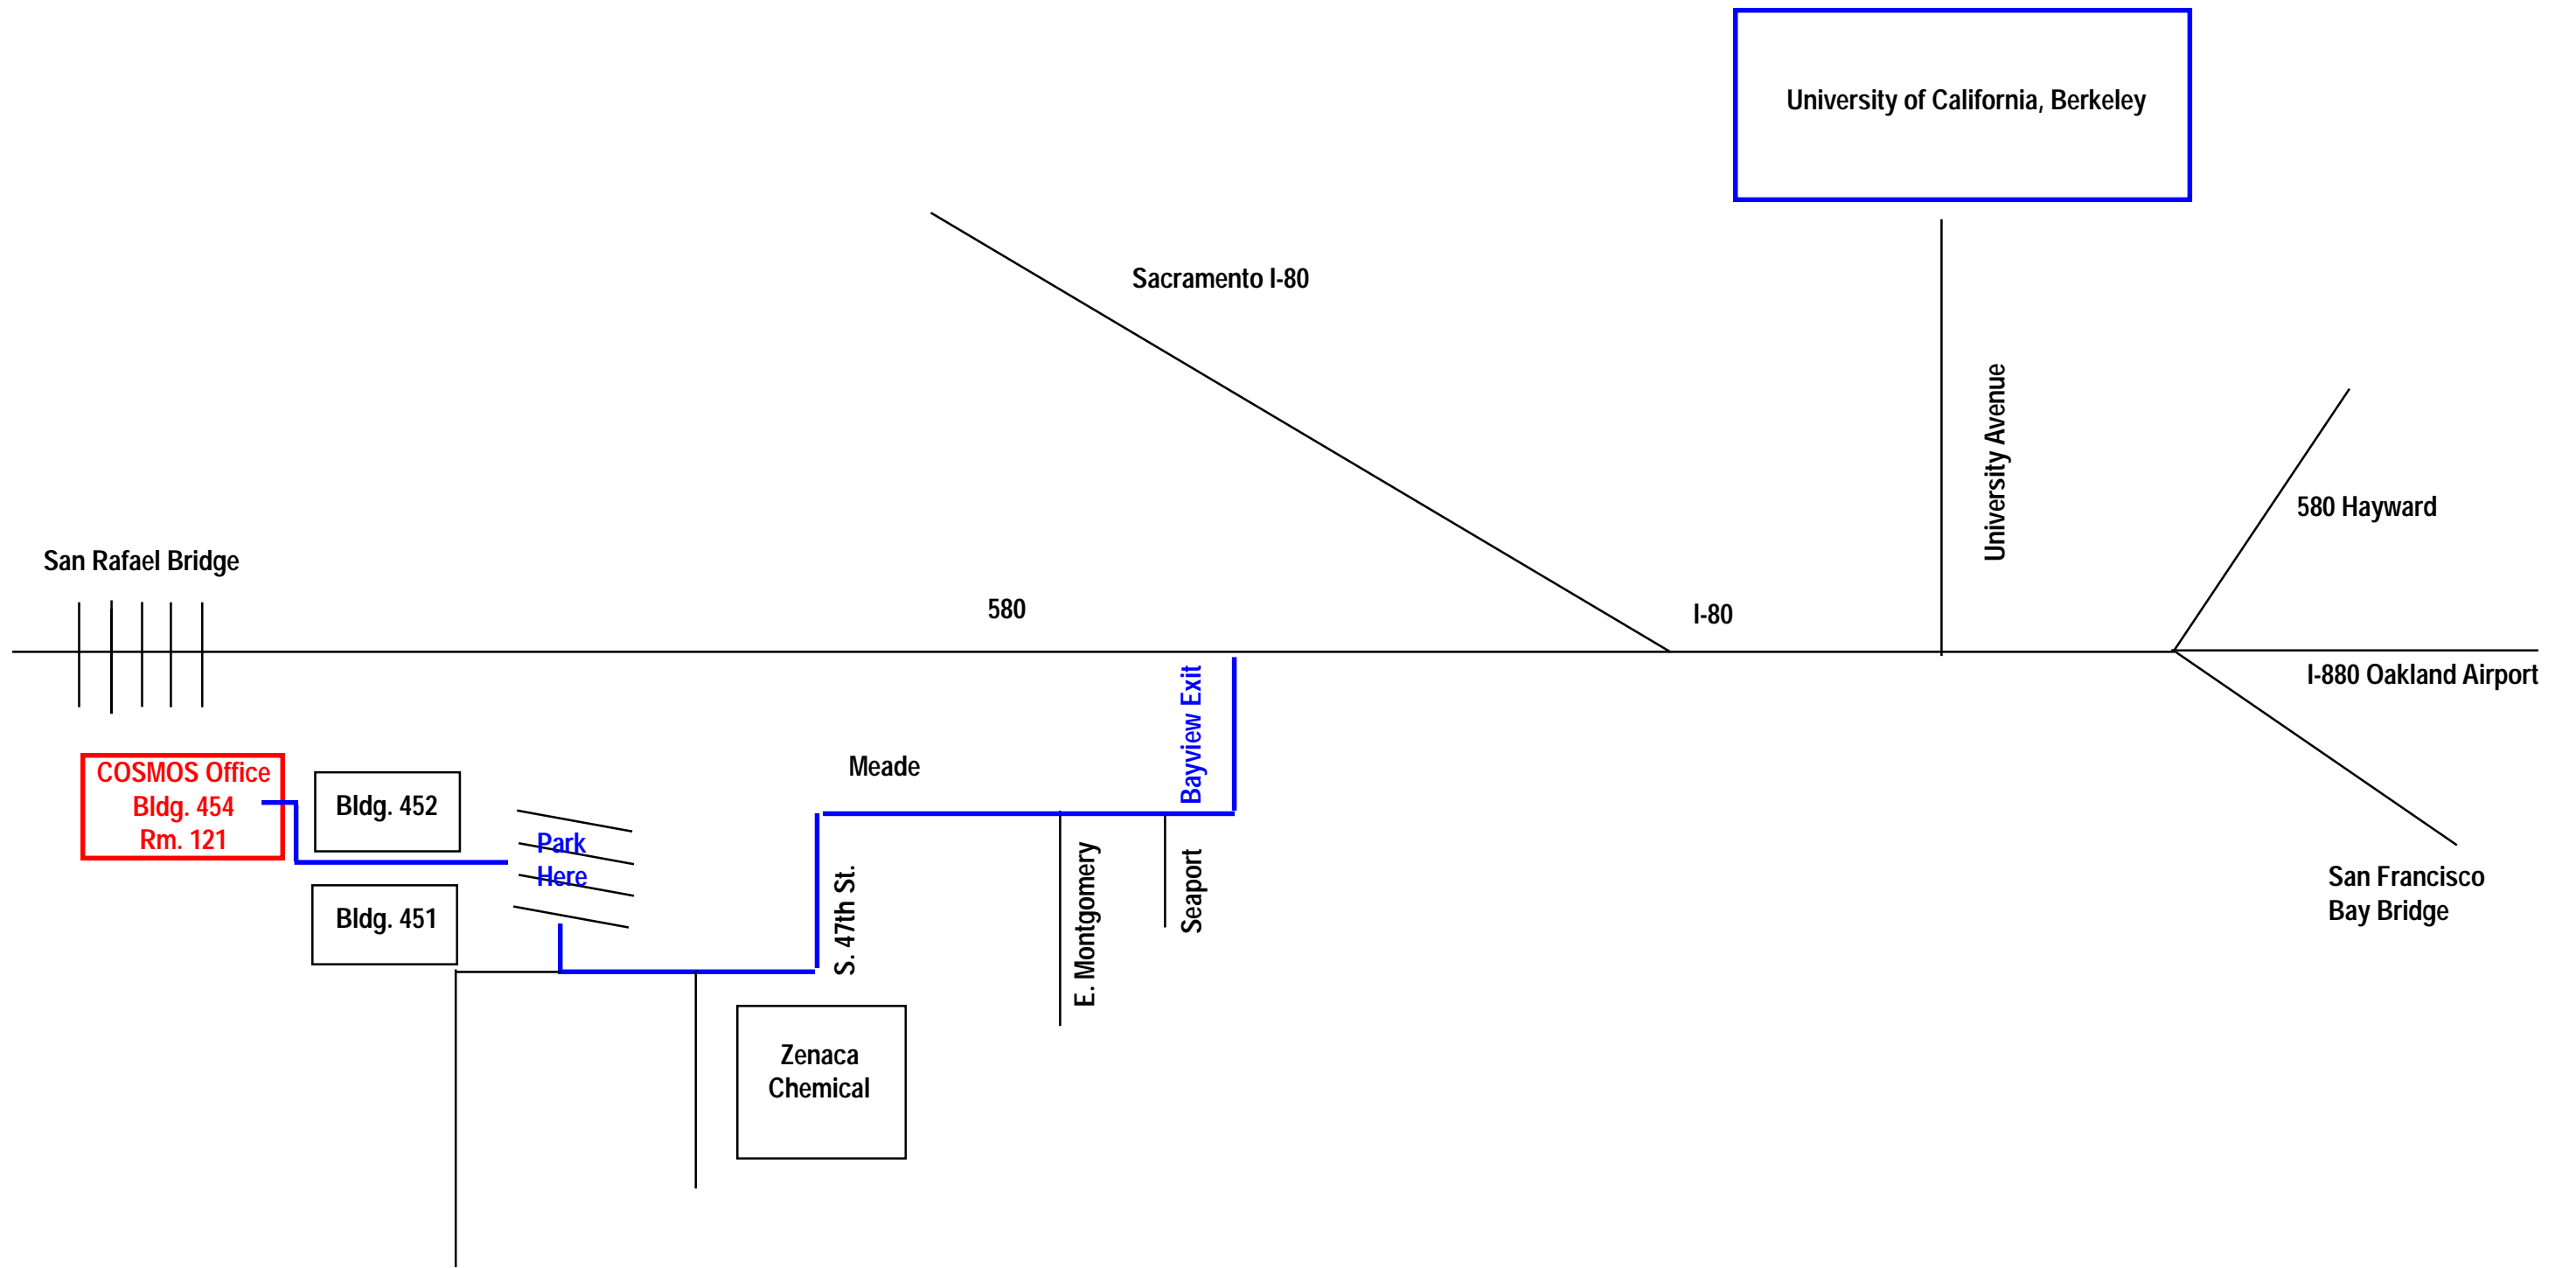 University of California, Berkeley
Sacramento I-80
University Avenue
580 Hayward
San Rafael Bridge
580
I-80
I-880 Oakland Airport
Bayview Exit
Meade
COSMOS Office
Bldg. 454
Rm. 121
Bldg. 452
Park
Here
Bldg. 451
S. 47th St.
E. Montgomery
Seaport
San Francisco
Bay Bridge
Zenaca
Chemical